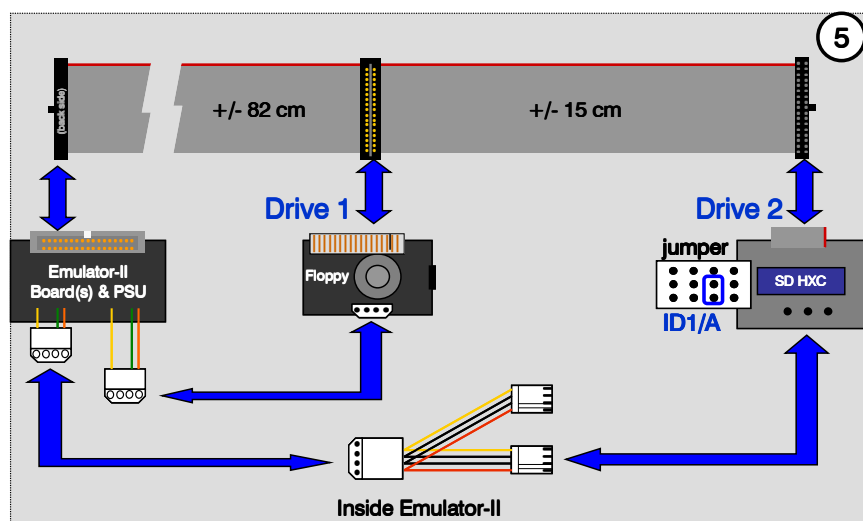 5
(back side)
+/- 82 cm
+/- 15 cm
Drive 1
Drive 2
Emulator-II
Board(s) & PSU
Floppy
jumper
SD HXC
ID1/A
Inside Emulator-II